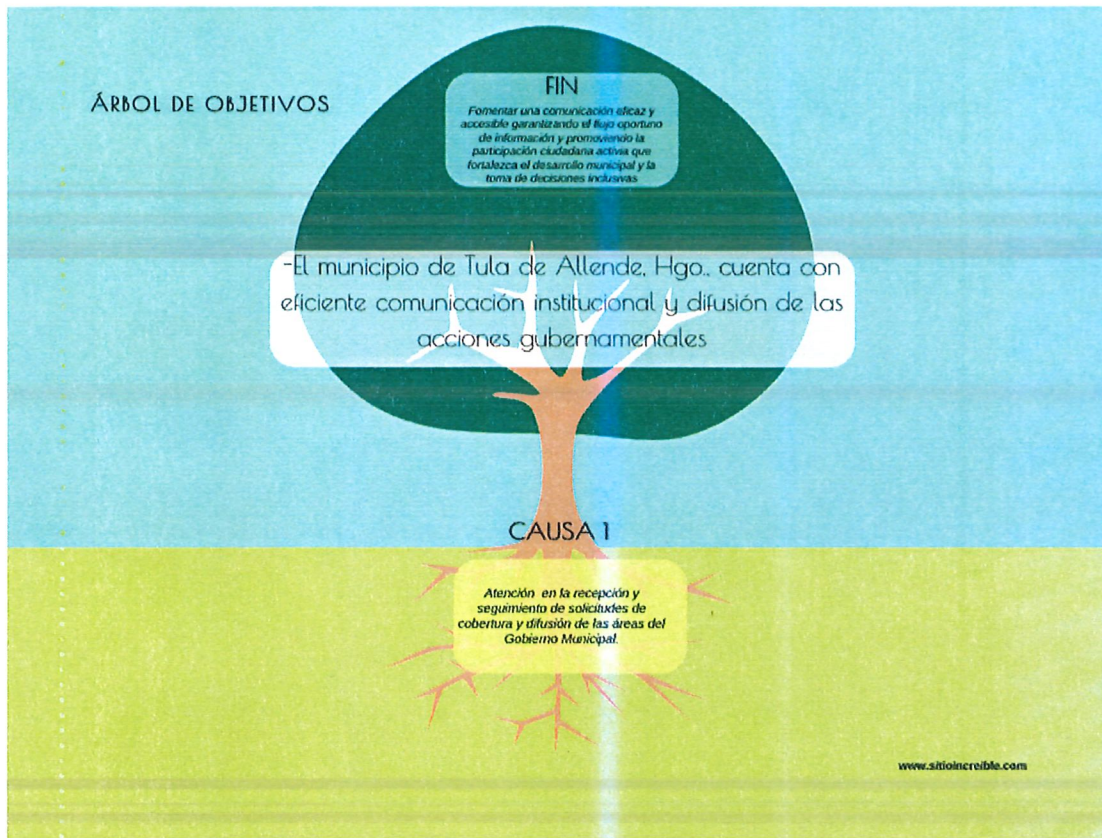 ÁRBOL DE OBJETIVOS
FIN
Fomentar una comunicación eficaz y
accesible garantizando el flujo oportuno
de información y promoviendo la
participación ciudadana activa que
fortalezca el desarrollo municipal y la
toma de decisiones inclusivas.
-El municipio de Tula de Allende, Hgo., cuenta con
eficiente comunicación institucional y difusión de las
acciones gubernamentales
CAUSA 1
Atención en la recepción y
seguimiento de solicitudes de
cobertura y difusión de las áreas del
Gobierno Municipal.
www.sitioincreible.com